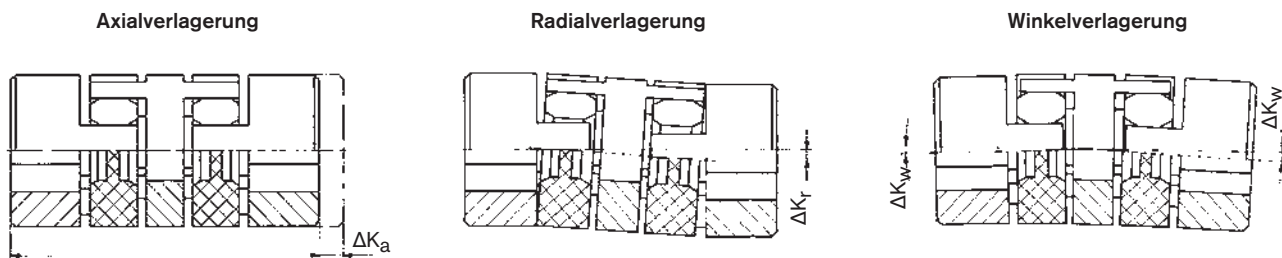 Axialverlagerung
Radialverlagerung
Winkelverlagerung
ΔKw
ΔKw
ΔKr
ΔKa